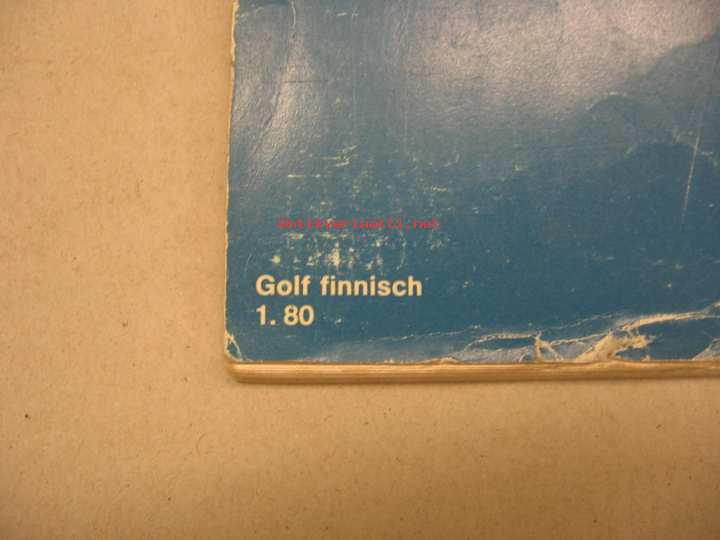 antikvariaatti.net
Golf finnisch
1. 80